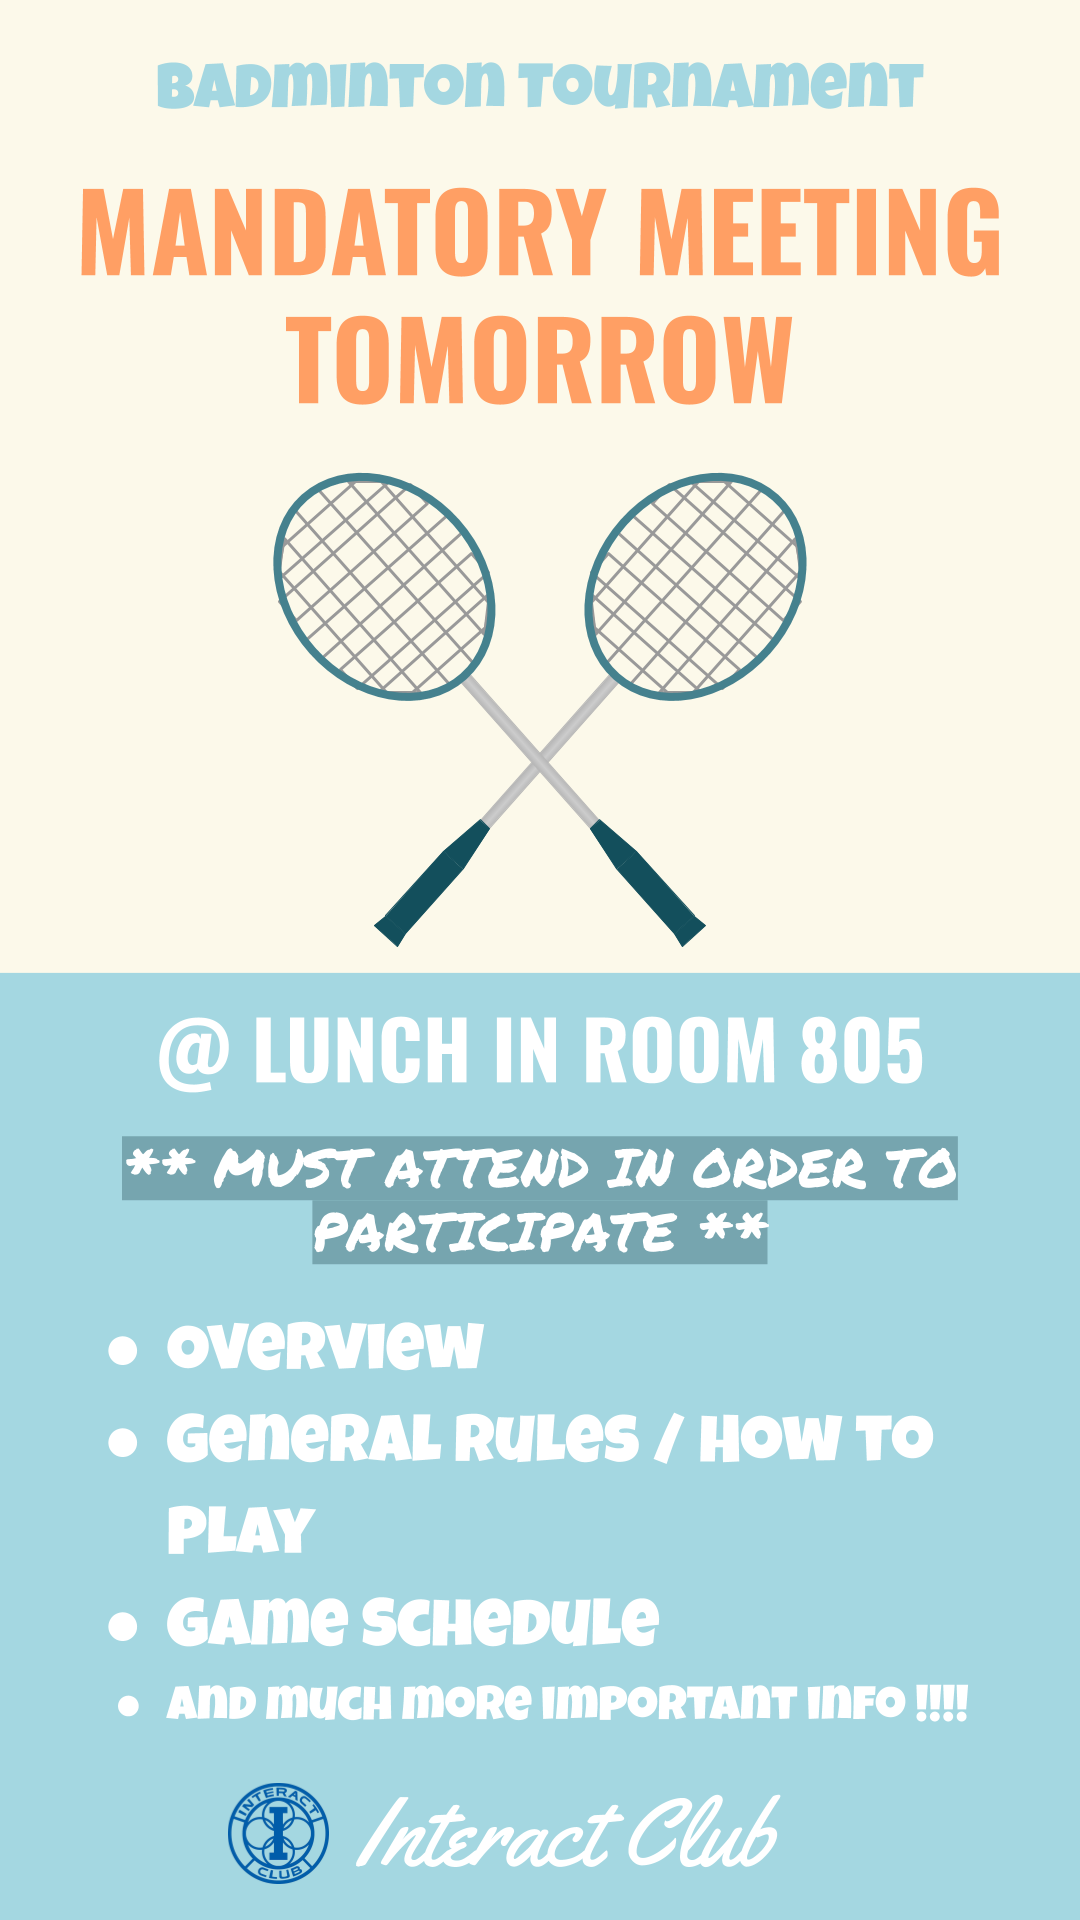 BADMINTON TOURNAMENT
MANDATORY MEETING
TOMORROW
@ LUNCH IN ROOM 805
** MUST ATTEND IN ORDER TO
PARTICIPATE **
• OVERVIEW
• GENERAL RULES / HOW TO
PLAY
• GAME SCHEDULE
• AND MUCH MORE IMPORTANT INFO !!!!
INTERACT
I
CLUB
Interact Club